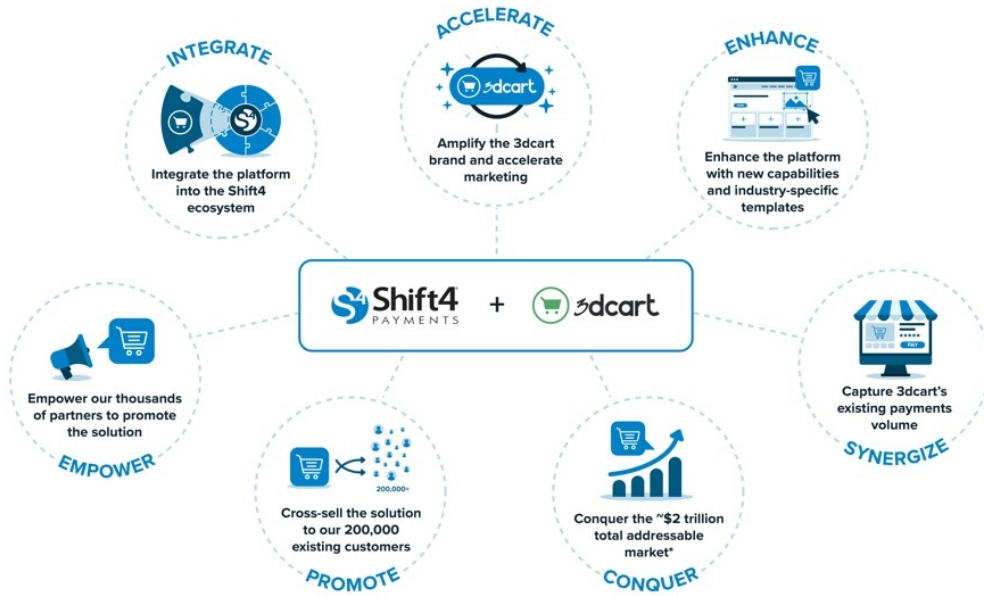 INTEGRATE
S4
Integrate the platform
into the Shift4
ecosystem
ACCELERATE
3dcart
Amplify the 3dcart
brand and accelerate
marketing
ENHANCE
Enhance the platform
with new capabilities
and industry-specific
templates
S4 Shift4
PAYMENTS
+
3dcart
Empower our thousands
of partners to promote
the solution
EMPOWER
200,000+
Cross-sell the solution
to our 200,000
existing customers
PROMOTE
Conquer the ~$2 trillion
total addressable
market*
CONQUER
PAY
Capture 3dcart's
existing payments
volume
SYNERGIZE